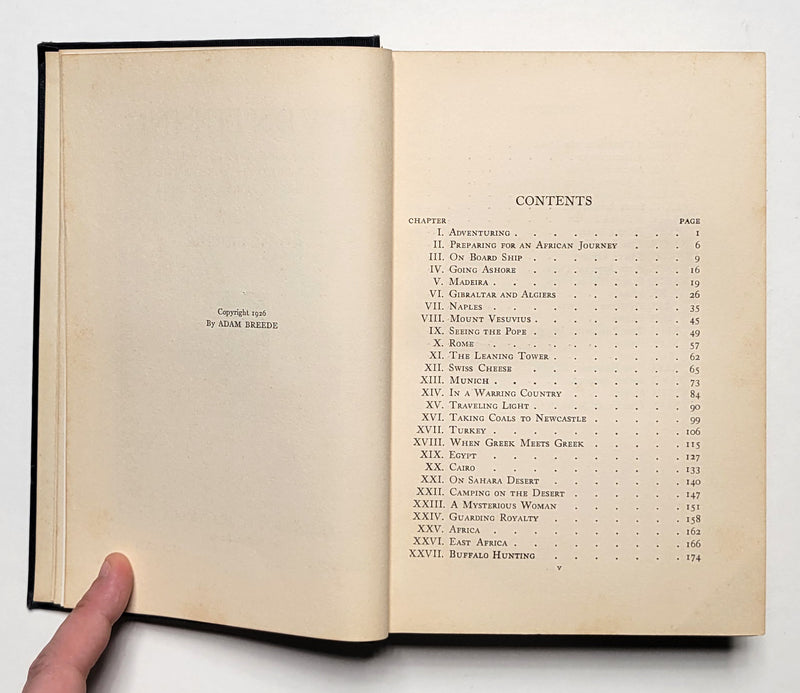 Copyright 1926
By ADAM BREEDE
CONTENTS
CHAPTER PAGE
I. Adventuring . . . . . . . . 1
II. Preparing for an African Journey . . . 6
III. On Board Ship . . . . . . . . 9
IV. Going Ashore . . . . . . . . 16
V. Madeira . . . . . . . . . 19
VI. Gibraltar and Algiers . . . . . . 26
VII. Naples . . . . . . . . . 35
VIII. Mount Vesuvius . . . . . . . . 45
IX. Seeing the Pope . . . . . . . . 49
X. Rome . . . . . . . . . 57
XI. The Leaning Tower . . . . . . . 62
XII. Swiss Cheese . . . . . . . . 65
XIII. Munich . . . . . . . . . 73
XIV. In a Warring Country . . . . . . 84
XV. Traveling Light . . . . . . . . 90
XVI. Taking Coals to Newcastle . . . . . 99
XVII. Turkey . . . . . . . . . 106
XVIII. When Greek Meets Greek . . . . . 115
XIX. Egypt . . . . . . . . . 127
XX. Cairo . . . . . . . . . 133
XXI. On Sahara Desert . . . . . . . 140
XXII. Camping on the Desert . . . . . . 147
XXIII. A Mysterious Woman . . . . . . 151
XXIV. Guarding Royalty . . . . . . . 158
XXV. Africa . . . . . . . . . 162
XXVI. East Africa . . . . . . . . 166
XXVII. Buffalo Hunting . . . . . . . 174
v